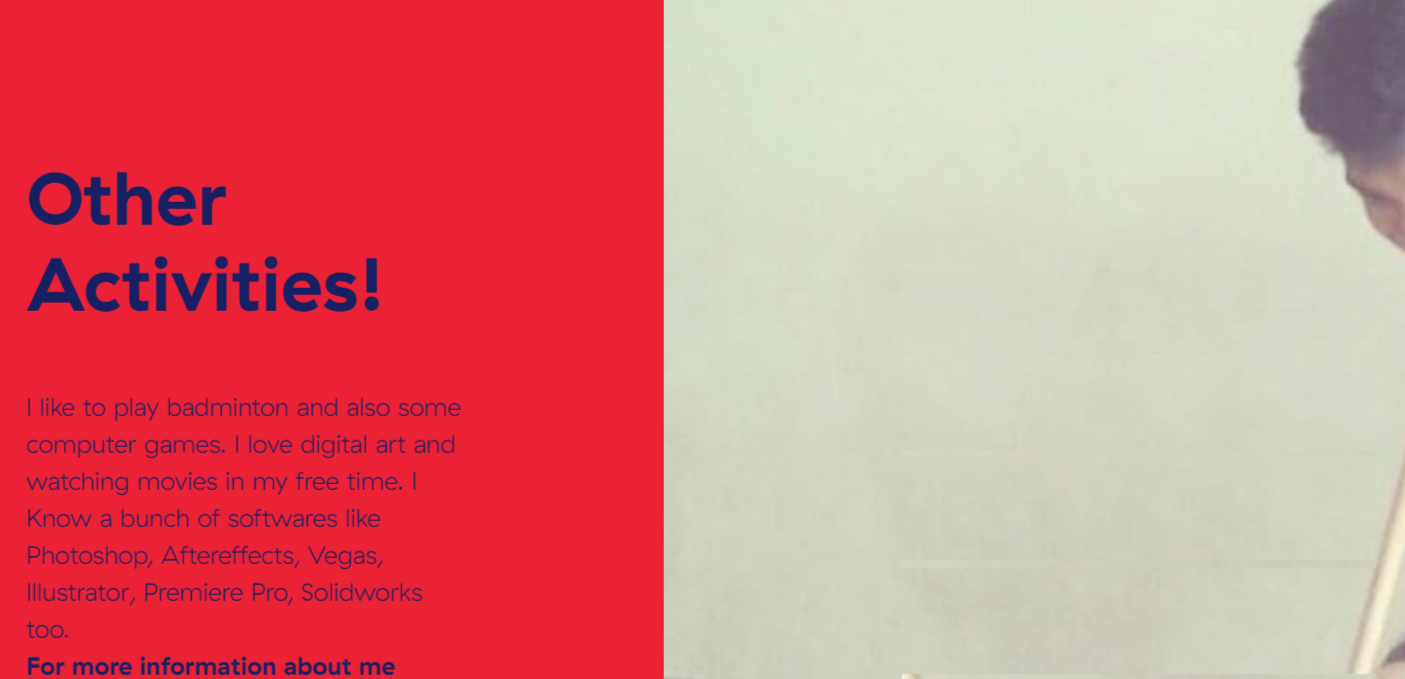 Other
Activities!
I like to play badminton and also some
computer games. I love digital art and
watching movies in my free time. I
Know a bunch of softwares like
Photoshop, Aftereffects, Vegas,
Illustrator, Premiere Pro, Solidworks
too.
For more information about me